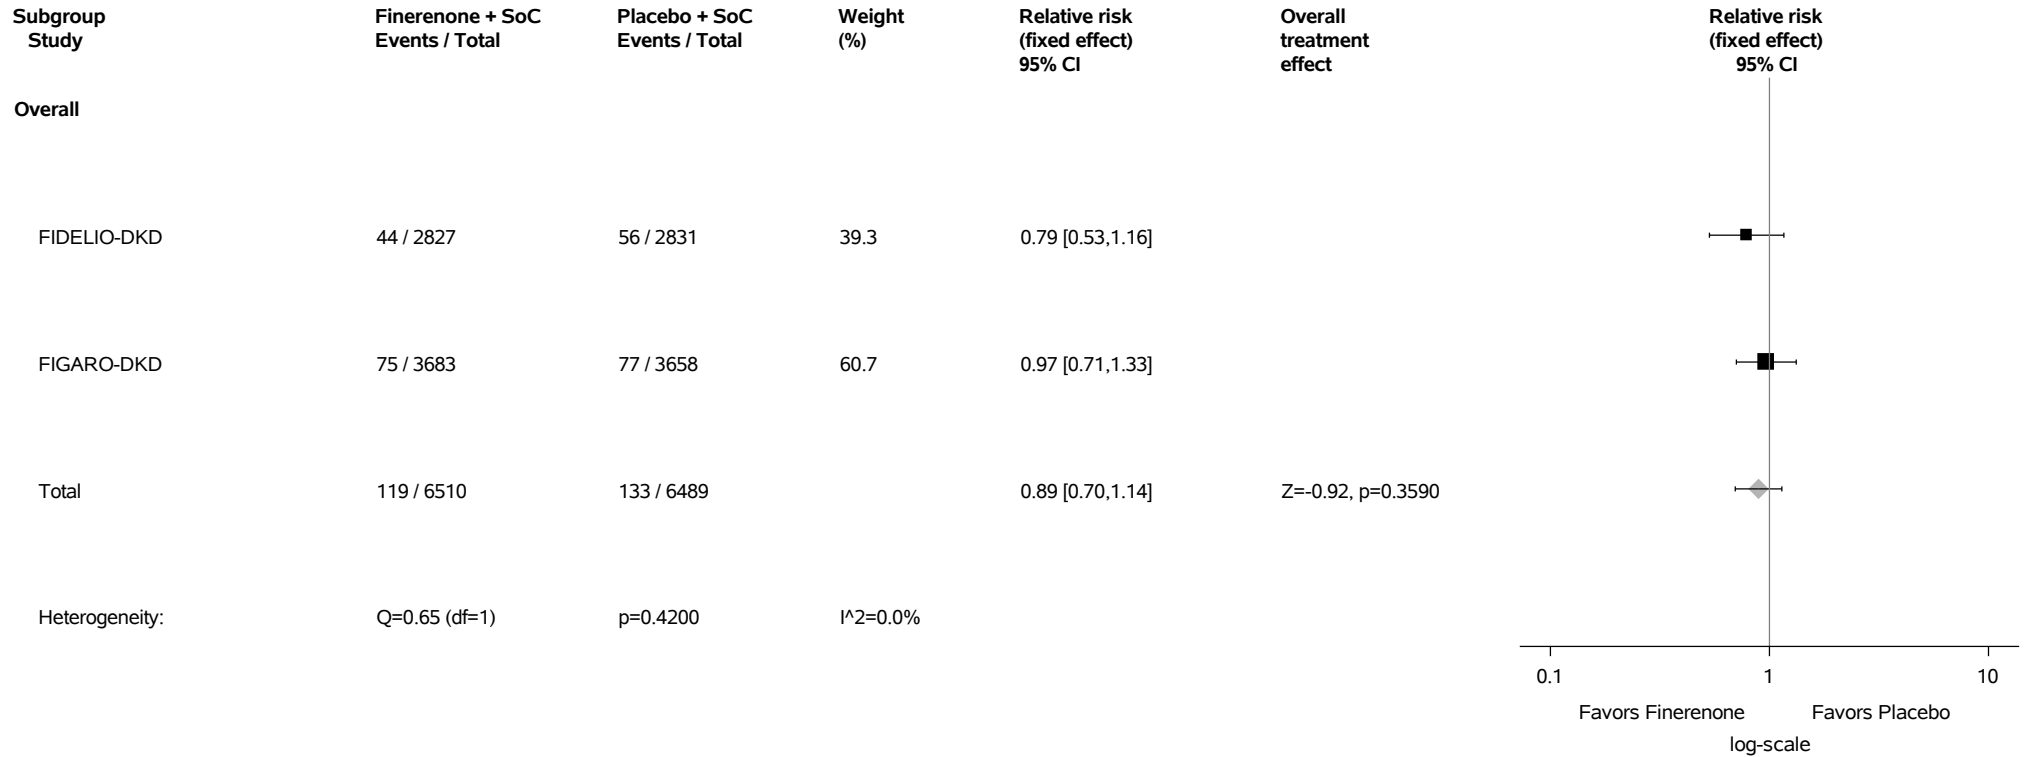 Subgroup Finerenone + SoC Placebo + SoC Weight Relative risk Overall Relative risk
Study Events / Total Events / Total (%) (fixed effect) treatment (fixed effect)
95% CI effect 95% CI
Overall
FIDELIO-DKD 44 / 2827 56 / 2831 39.3 0.79 [0.53,1.16]
FIGARO-DKD 75 / 3683 77 / 3658 60.7 0.97 [0.71,1.33]
Total 119 / 6510 133 / 6489 0.89 [0.70,1.14] Z=-0.92, p=0.3590
Heterogeneity: Q=0.65 (df=1) p=0.4200 I^2=0.0%
0.1 1 10
Favors Finerenone Favors Placebo
log-scale